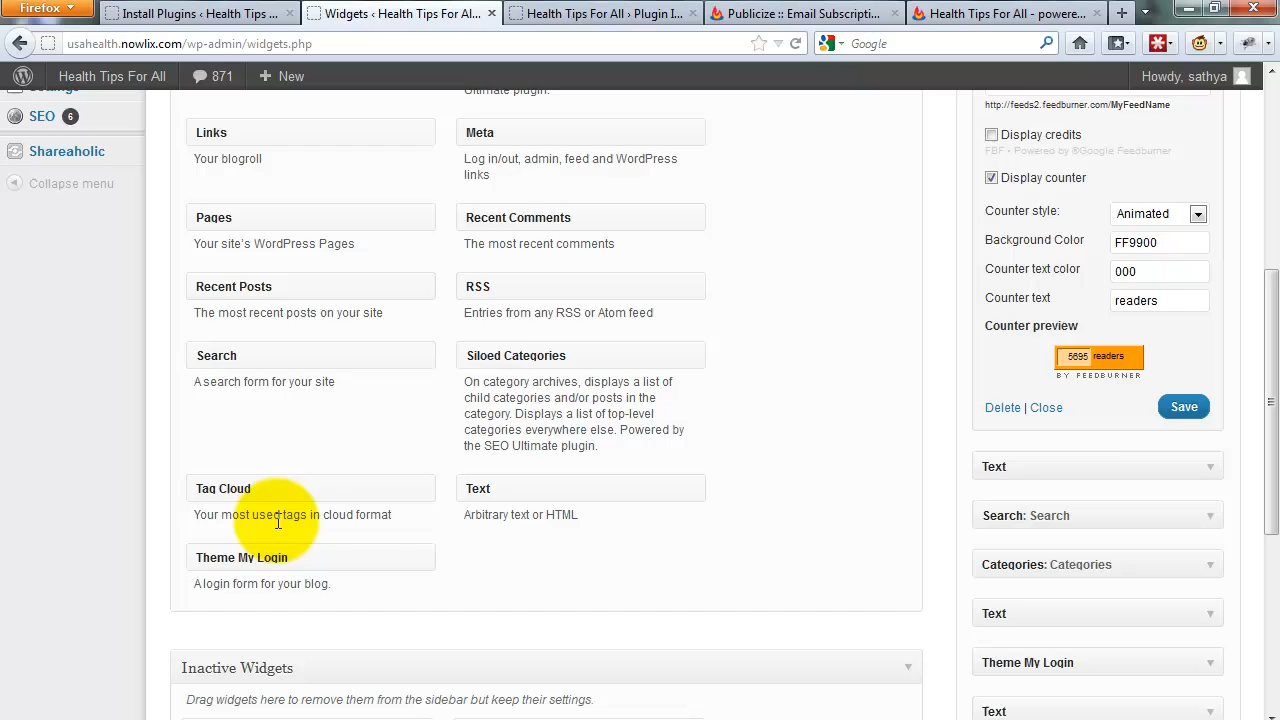 Firefox
Install Plugins ‹ Health Tips ...
Widgets ‹ Health Tips For Al...
Health Tips For All › Plugin I...
Publicize :: Email Subscripti...
Health Tips For All - powere...
usahealth.nowlix.com/wp-admin/widgets.php
Google
Health Tips For All
871
New
Howdy, sathya
SEO 6
Shareaholic
Collapse menu
Ultimate plugin.
Links
Your blogroll
Meta
Log in/out, admin, feed and WordPress
links
Pages
Your site's WordPress Pages
Recent Comments
The most recent comments
Recent Posts
The most recent posts on your site
RSS
Entries from any RSS or Atom feed
Search
A search form for your site
Siloed Categories
On category archives, displays a list of
child categories and/or posts in the
category. Displays a list of top-level
categories everywhere else. Powered by
the SEO Ultimate plugin.
Tag Cloud
Your most used tags in cloud format
Text
Arbitrary text or HTML
Theme My Login
A login form for your blog.
Inactive Widgets
Drag widgets here to remove them from the sidebar but keep their settings.
http://feeds2.feedburner.com/MyFeedName
Display credits
FBF - Powered by ®Google Feedburner
Display counter
Counter style: Animated
Background Color FF9900
Counter text color 000
Counter text readers
Counter preview
5695 readers
BY FEEDBURNER
Delete | Close
Save
Text
Search: Search
Categories: Categories
Text
Theme My Login
Text